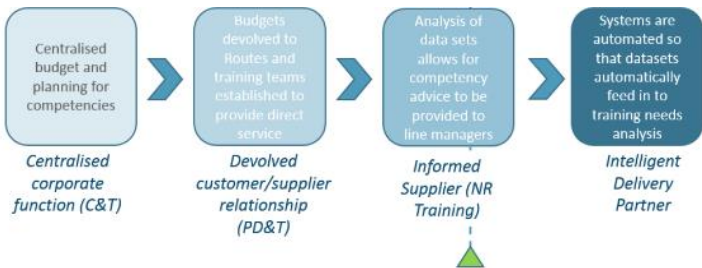 Centralised
budget and
planning for
competencies
Budgets
devolved to
Routes and
training teams
established to
provide direct
service
Analysis of
data sets
allows for
competency
advice to be
provided to
line managers
Systems are
automated so
that datasets
automatically
feed in to
training needs
analysis
Centralised
corporate
function (C&T)
Devolved
customer/supplier
relationship
(PD&T)
Informed
Supplier (NR
Training)
Intelligent
Delivery
Partner